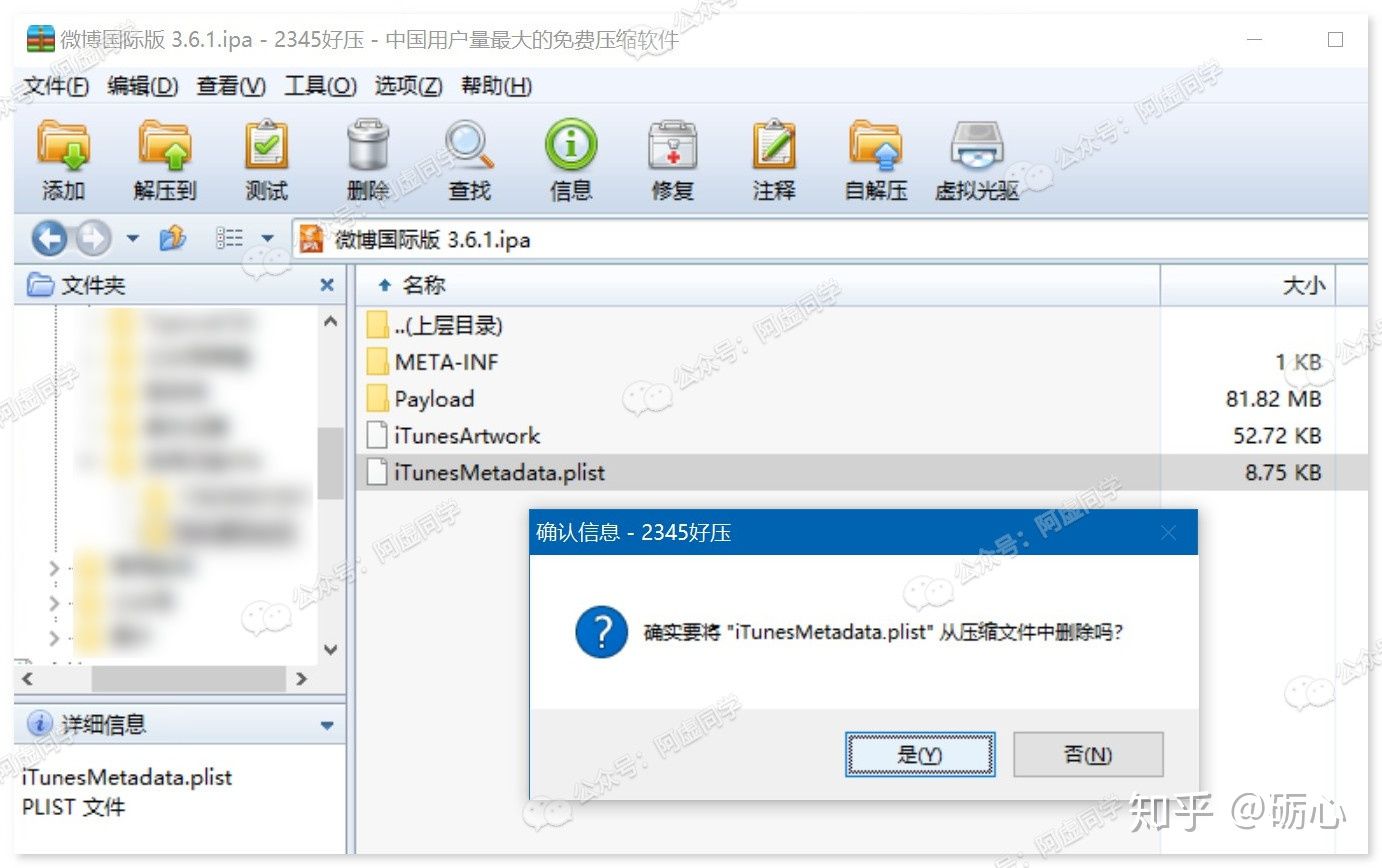 微博国际版 3.6.1.ipa - 2345好压 - 中国用户量最大的免费压缩软件
文件(F) 编辑(D) 查看(V) 工具(O) 选项(Z) 帮助(H)
添加 解压到 测试 删除 查找 信息 修复 注释 自解压 虚拟光驱
微博国际版 3.6.1.ipa
文件夹
名称 大小
..(上层目录)
META-INF 1 KB
Payload 81.82 MB
iTunesArtwork 52.72 KB
iTunesMetadata.plist 8.75 KB
确认信息 - 2345好压
确实要将 "iTunesMetadata.plist" 从压缩文件中删除吗?
是(Y) 否(N)
详细信息
iTunesMetadata.plist
PLIST 文件
公众号：阿虚同学
知乎 @砺心